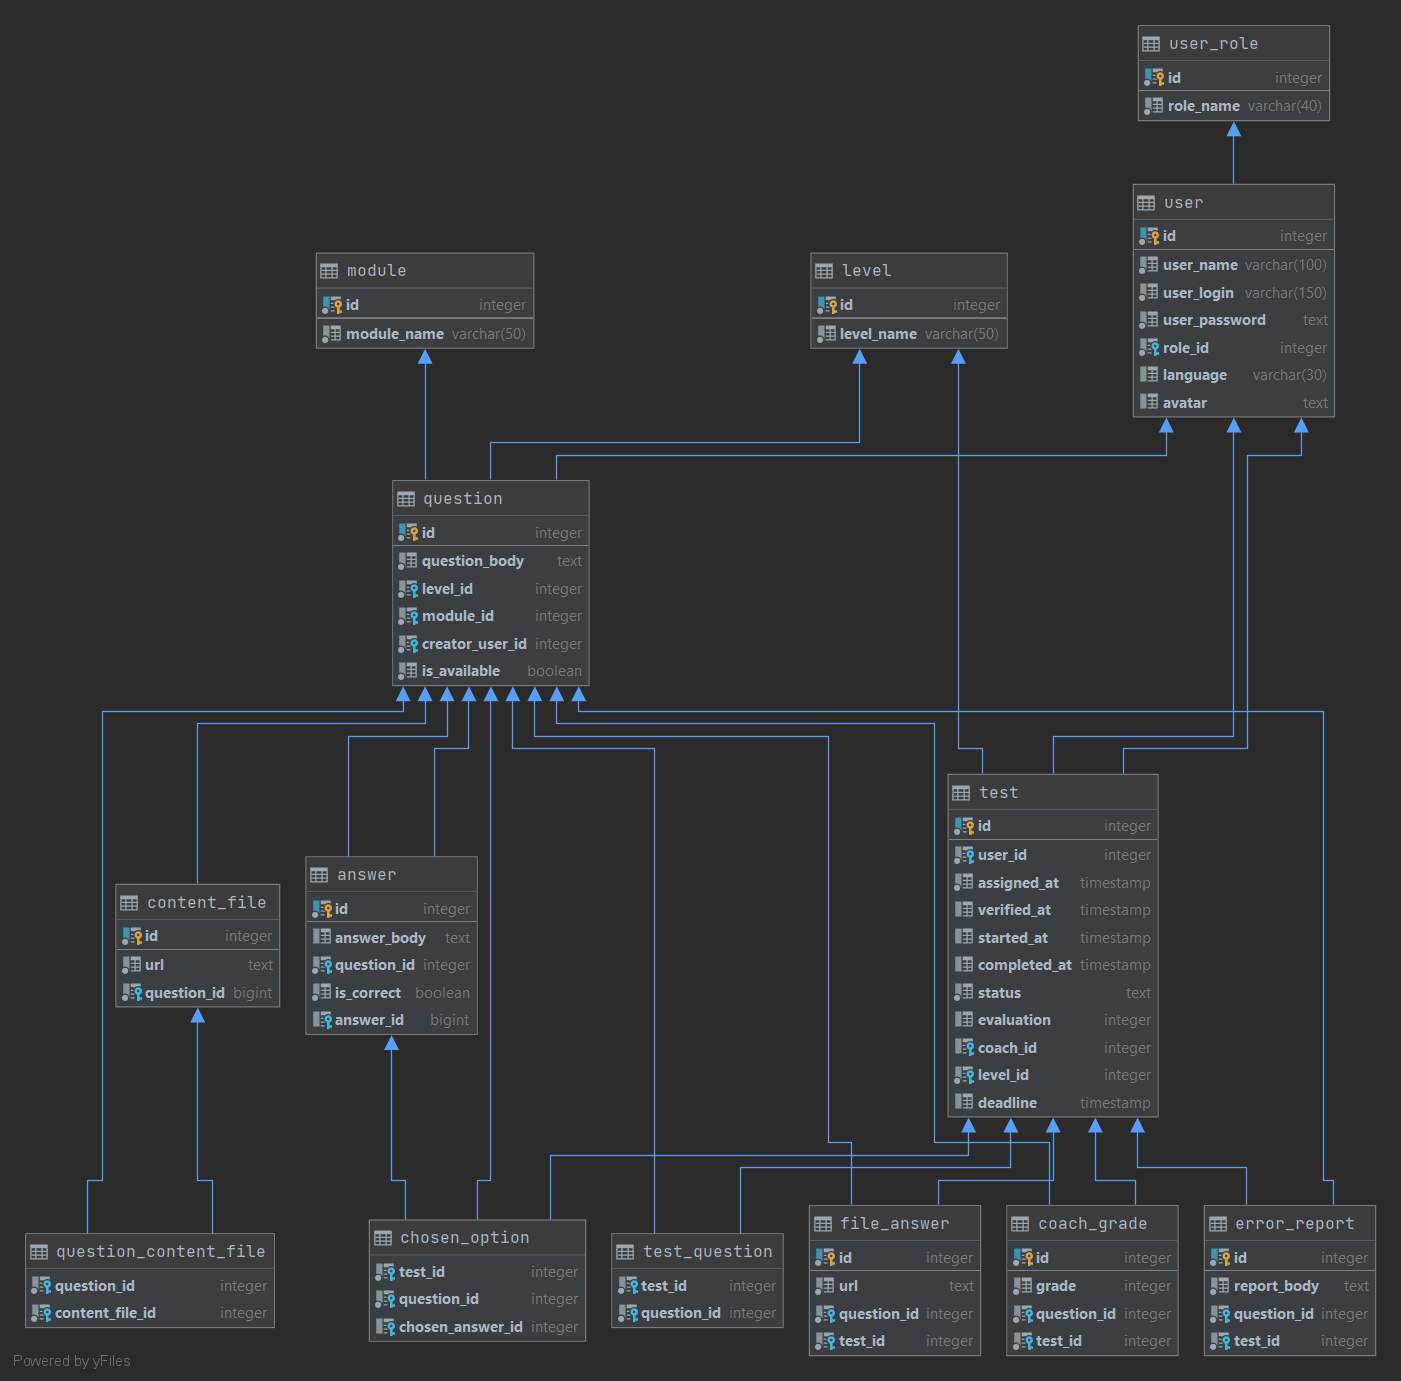 user_role
id integer
role_name varchar(40)
user
id integer
user_name varchar(100)
user_login varchar(150)
user_password text
role_id integer
language varchar(30)
avatar text
module
id integer
module_name varchar(50)
level
id integer
level_name varchar(50)
question
id integer
question_body text
level_id integer
module_id integer
creator_user_id integer
is_available boolean
test
id integer
user_id integer
assigned_at timestamp
verified_at timestamp
started_at timestamp
completed_at timestamp
status text
evaluation integer
coach_id integer
level_id integer
deadline timestamp
answer
id integer
answer_body text
question_id integer
is_correct boolean
answer_id bigint
content_file
id integer
url text
question_id bigint
question_content_file
question_id integer
content_file_id integer
chosen_option
test_id integer
question_id integer
chosen_answer_id integer
test_question
test_id integer
question_id integer
file_answer
id integer
url text
question_id integer
test_id integer
coach_grade
id integer
grade integer
question_id integer
test_id integer
error_report
id integer
report_body text
question_id integer
test_id integer
Powered by yFiles